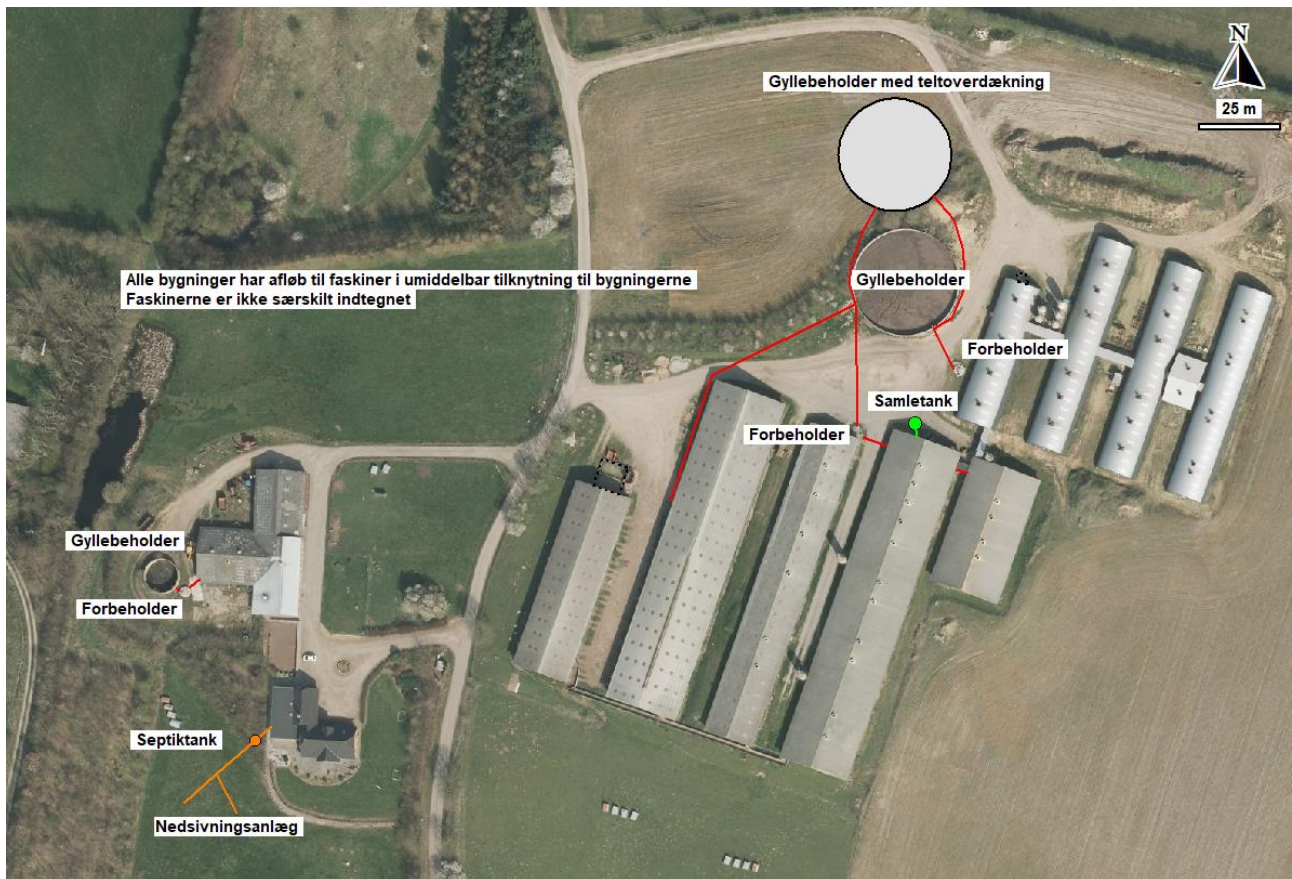 N
Gyllebeholder med teltoverdækning
25 m
Alle bygninger har afløb til faskiner i umiddelbar tilknytning til bygningerne
Faskinerne er ikke særskilt indtegnet
Gyllebeholder
Forbeholder
Samletank
Forbeholder
Gyllebeholder
Forbeholder
Septiktank
Nedsivningsanlæg